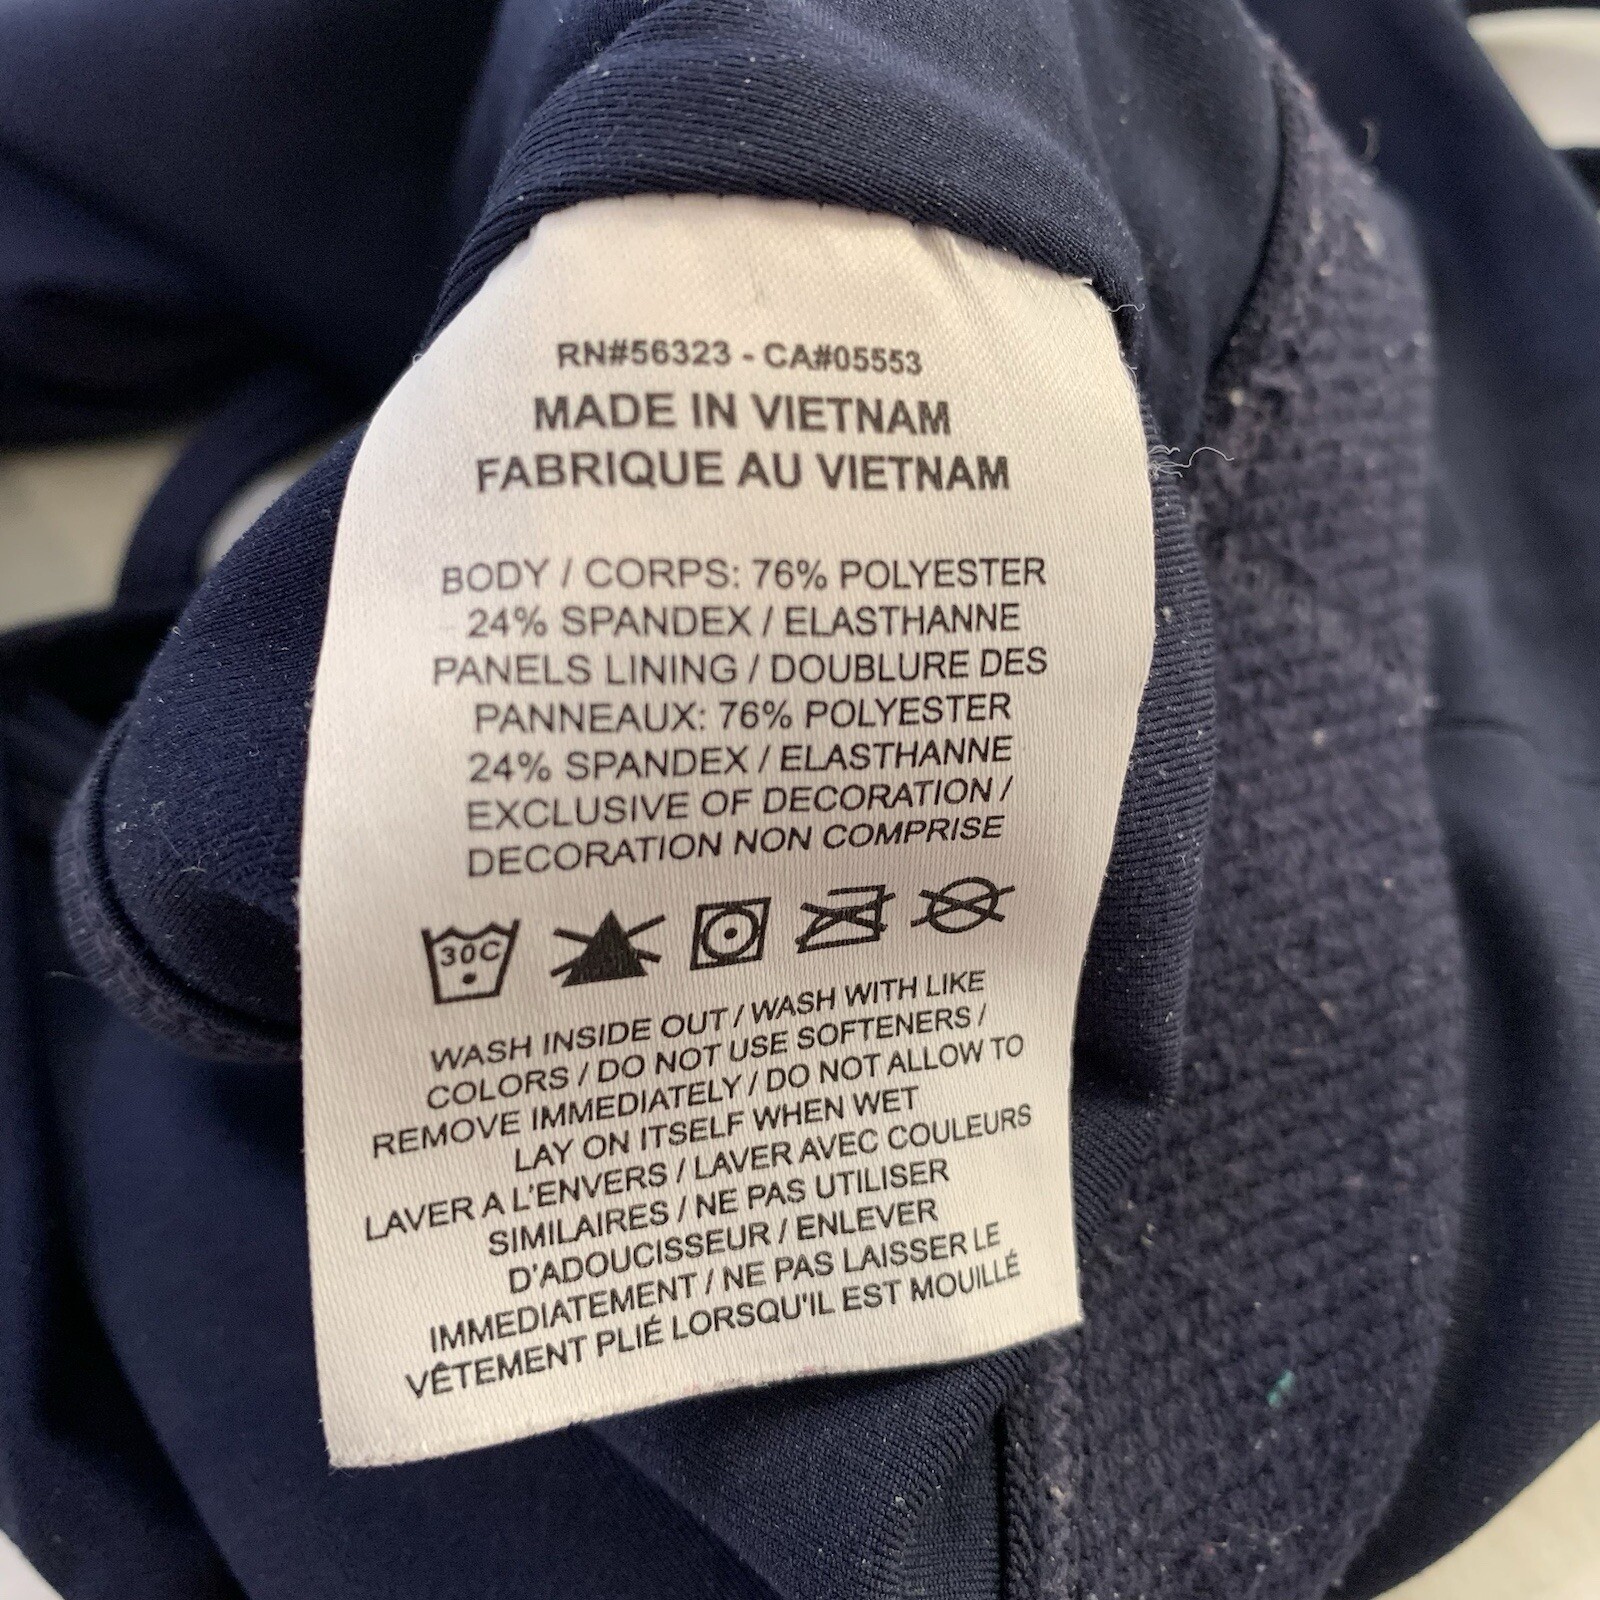 RN#56323 - CA#05553
MADE IN VIETNAM
FABRIQUE AU VIETNAM
BODY / CORPS: 76% POLYESTER
24% SPANDEX / ELASTHANNE
PANELS LINING / DOUBLURE DES
PANNEAUX: 76% POLYESTER
24% SPANDEX / ELASTHANNE
EXCLUSIVE OF DECORATION /
DECORATION NON COMPRISE
30C
WASH INSIDE OUT / WASH WITH LIKE
COLORS / DO NOT USE SOFTENERS /
REMOVE IMMEDIATELY / DO NOT ALLOW TO
LAY ON ITSELF WHEN WET
LAVER A L'ENVERS / LAVER AVEC COULEURS
SIMILAIRES / NE PAS UTILISER
D'ADOUCISSEUR / ENLEVER
IMMEDIATEMENT / NE PAS LAISSER LE
VÊTEMENT PLIÉ LORSQU'IL EST MOUILLÉ